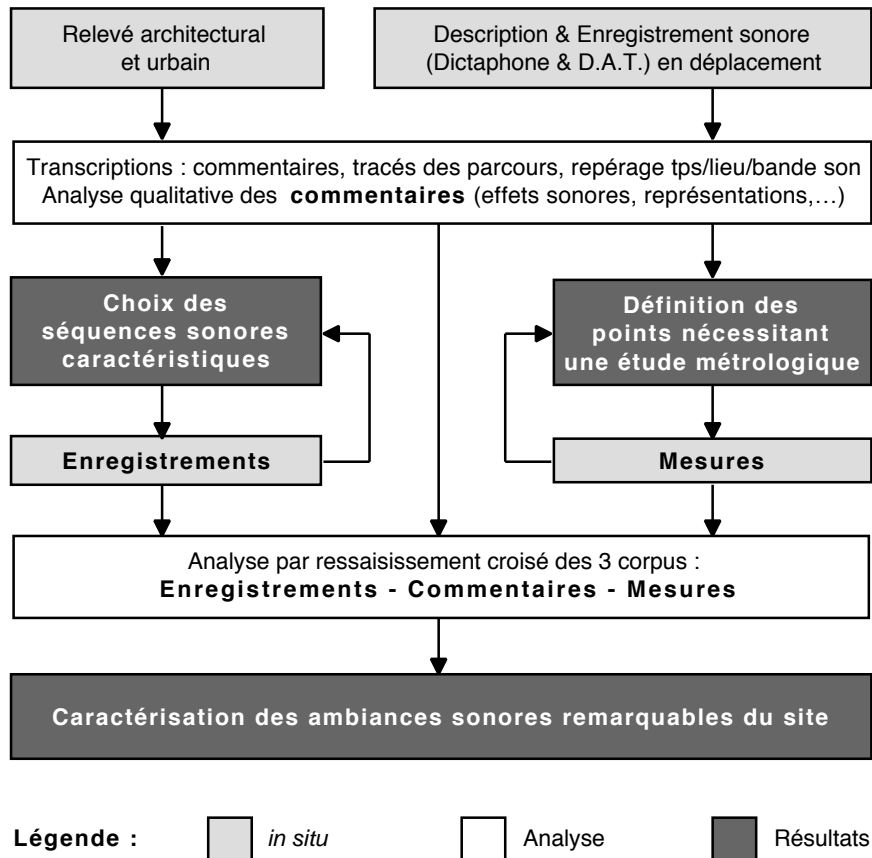 Relevé architectural
et urbain
Description & Enregistrement sonore
(Dictaphone & D.A.T.) en déplacement
Transcriptions : commentaires, tracés des parcours, repérage tps/lieu/bande son
Analyse qualitative des commentaires (effets sonores, représentations,…)
Choix des
séquences sonores
caractéristiques
Définition des
points nécessitant
une étude métrologique
Enregistrements
Mesures
Analyse par ressaisissement croisé des 3 corpus :
Enregistrements - Commentaires - Mesures
Caractérisation des ambiances sonores remarquables du site
Légende : in situ Analyse Résultats